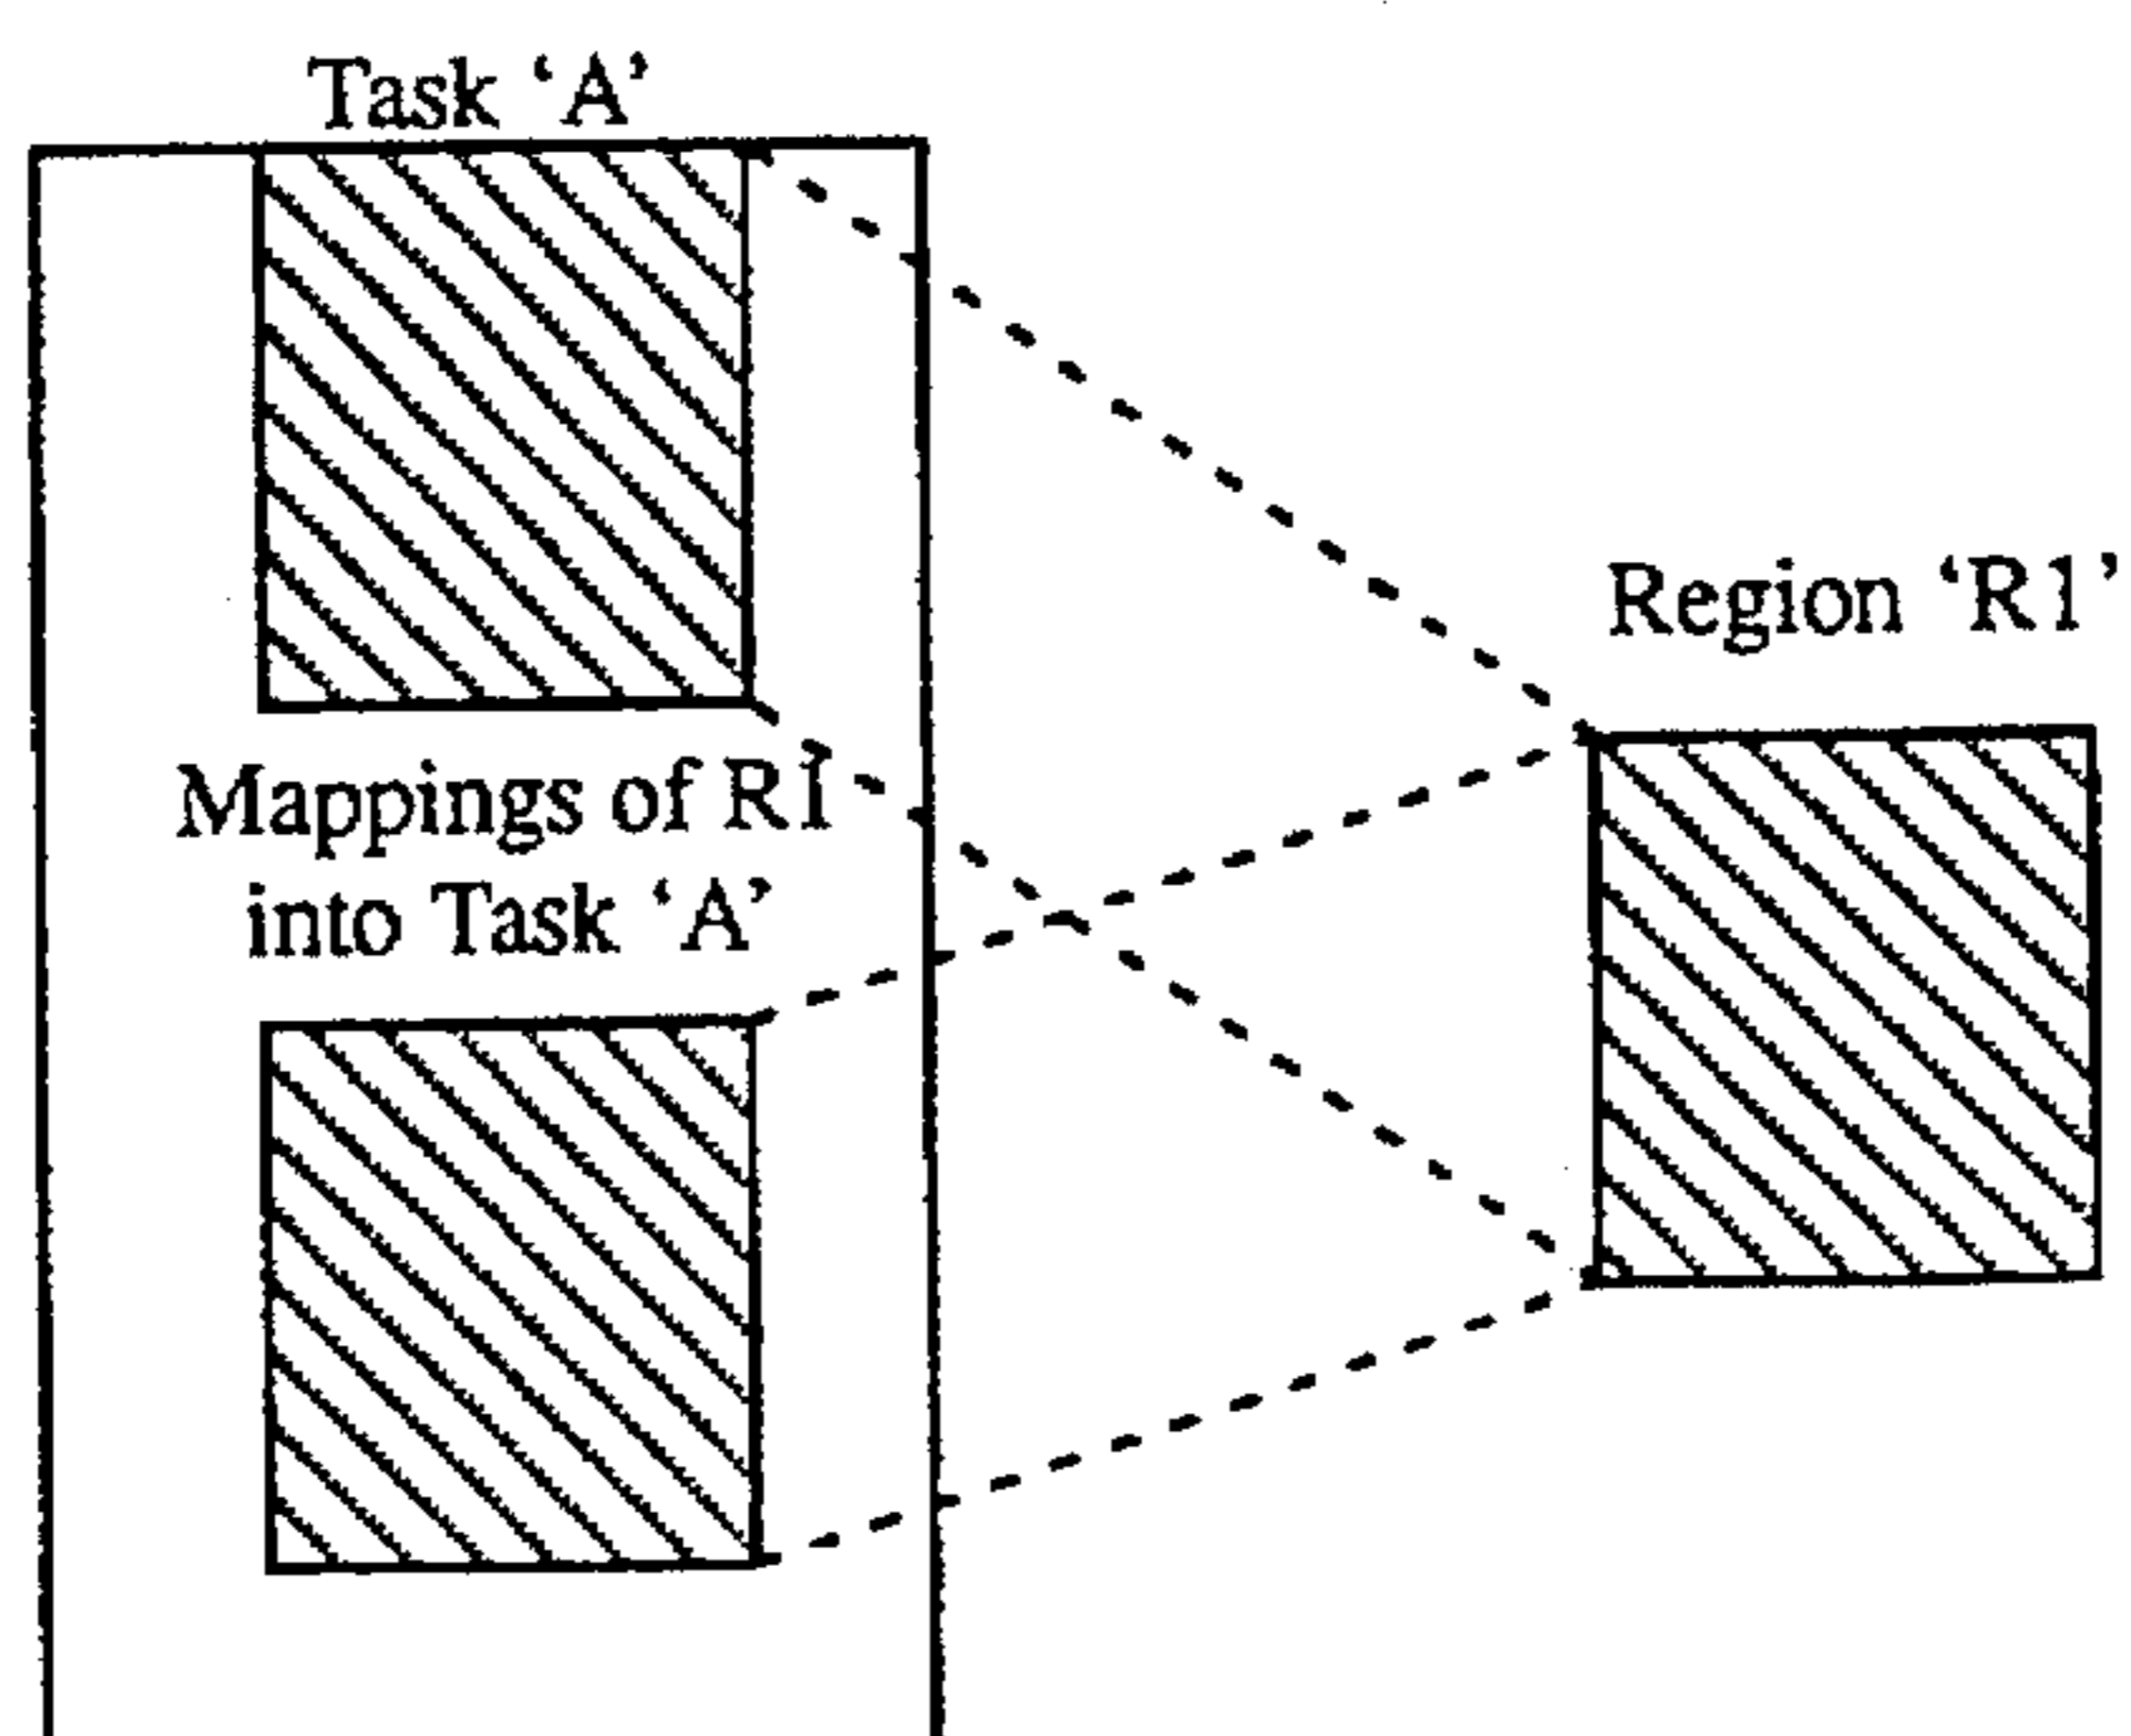 Task ‘A’
Region ‘R1’
Mappings of R1
into Task ‘A’